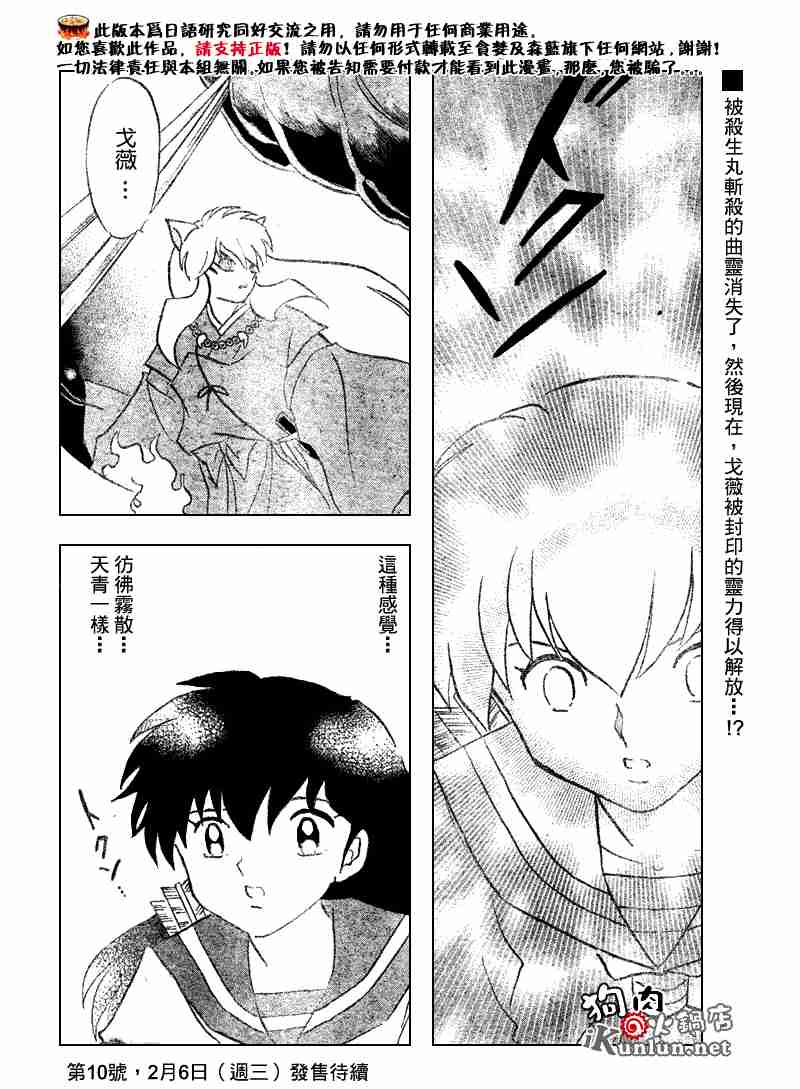 此版本爲日語研究同好交流之用，請勿用于任何商業用途。
如您喜歡此作品，請支持正版！請勿以任何形式轉載至貪婪及森藍旗下任何網站，謝謝！
一切法律責任與本組無關，如果您被告知需要付款才能看到此漫畫，那麽，您被騙了....
■被殺生丸斬殺的曲靈消失了，然後現在，戈薇被封印的靈力得以解放…!?
戈薇…
這種感覺…
彷彿霧散…
天青一樣…
ドクン
狗肉
火鍋店
iKunlun.net
第10號，2月6日（週三）發售待續